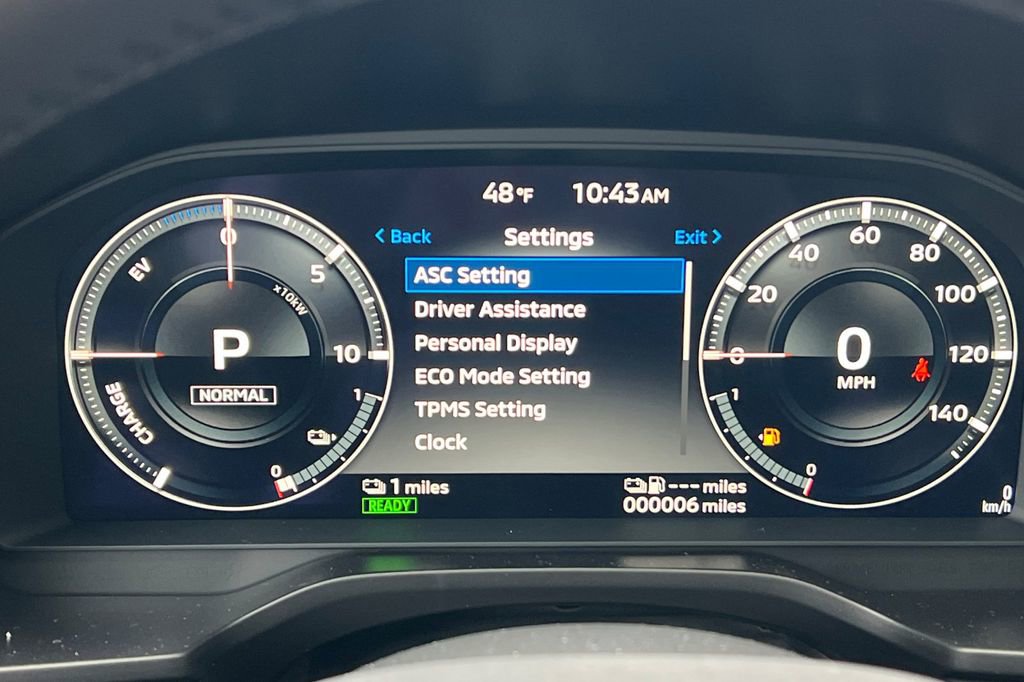 48°F 10:43AM
< Back Settings Exit >
ASC Setting
Driver Assistance
Personal Display
ECO Mode Setting
TPMS Setting
Clock
EV
0
5
x10kW
10
P
NORMAL
CHARGE
1
0
0
20
40
60
80
100
120
140
0
MPH
1
0
1 miles
READY
--- miles
000006 miles
0
km/h